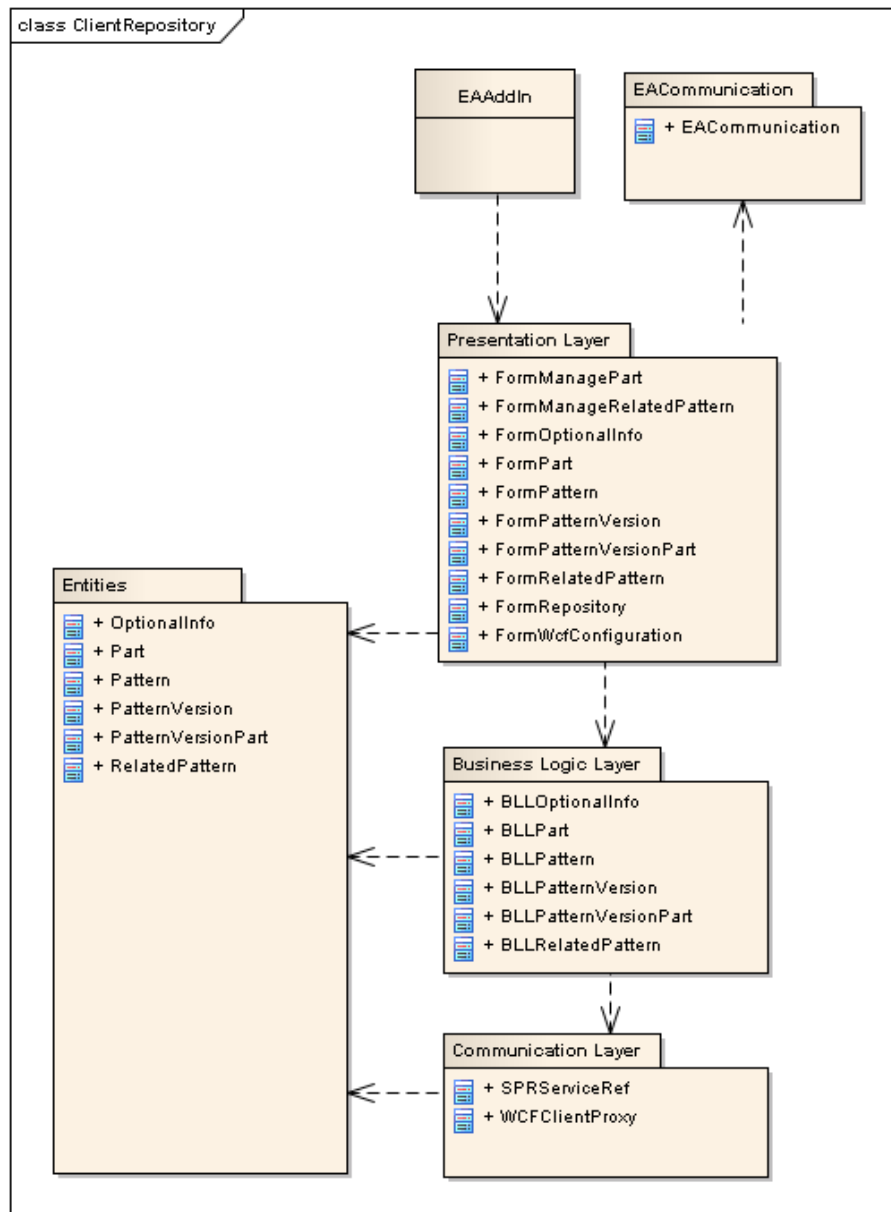 class ClientRepository
EAAddIn
EACommunication
+ EACommunication
Presentation Layer
+ FormManagePart
+ FormManageRelatedPattern
+ FormOptionalInfo
+ FormPart
+ FormPattern
+ FormPatternVersion
+ FormPatternVersionPart
+ FormRelatedPattern
+ FormRepository
+ FormWcfConfiguration
Entities
+ OptionalInfo
+ Part
+ Pattern
+ PatternVersion
+ PatternVersionPart
+ RelatedPattern
Business Logic Layer
+ BLLOptionalInfo
+ BLLPart
+ BLLPattern
+ BLLPatternVersion
+ BLLPatternVersionPart
+ BLLRelatedPattern
Communication Layer
+ SPRServiceRef
+ WCFClientProxy